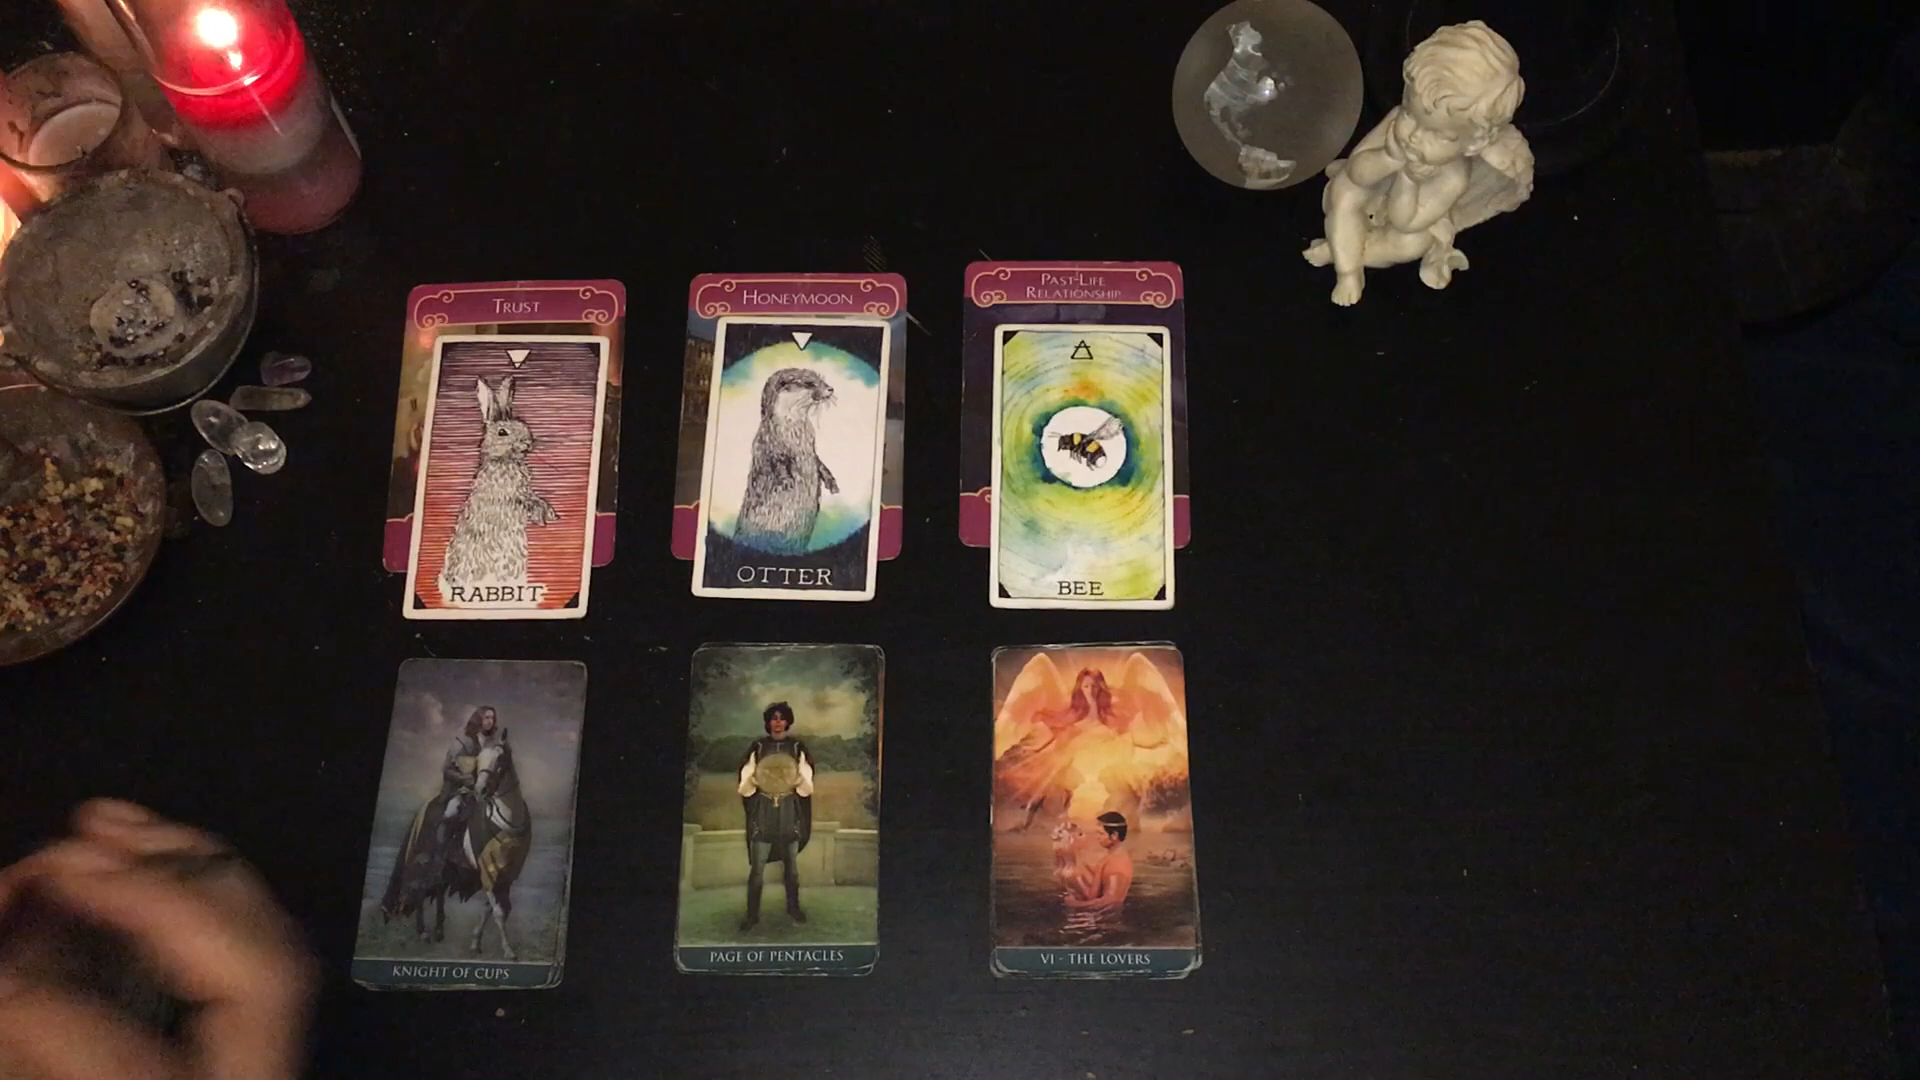 TRUST
HONEYMOON
PAST-LIFE
RELATIONSHIP
RABBIT
OTTER
BEE
KNIGHT OF CUPS
PAGE OF PENTACLES
VI - THE LOVERS